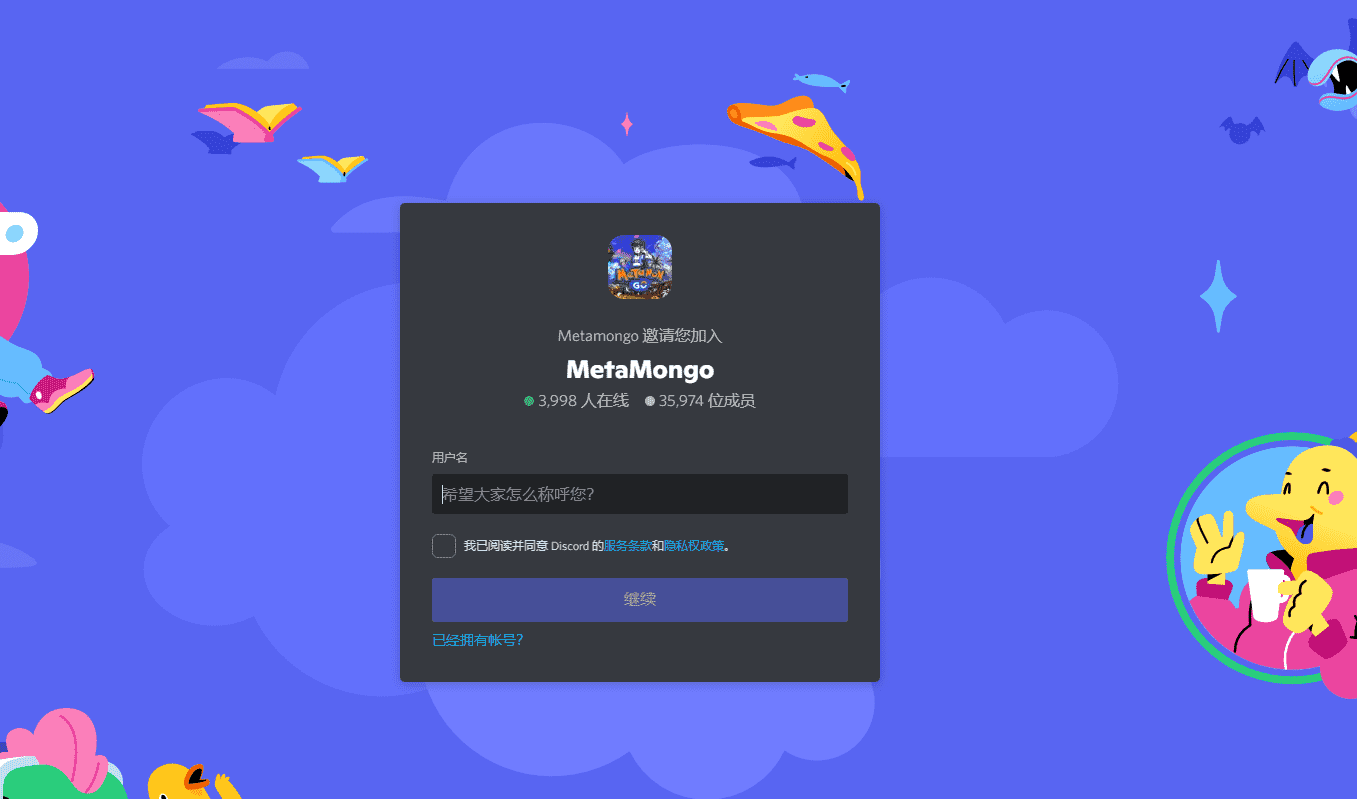 METAMON
GO
Metamongo 邀请您加入
MetaMongo
3,998 人在线 35,974 位成员
用户名
希望大家怎么称呼您?
我已阅读并同意 Discord 的服务条款和隐私权政策。
继续
已经拥有帐号?